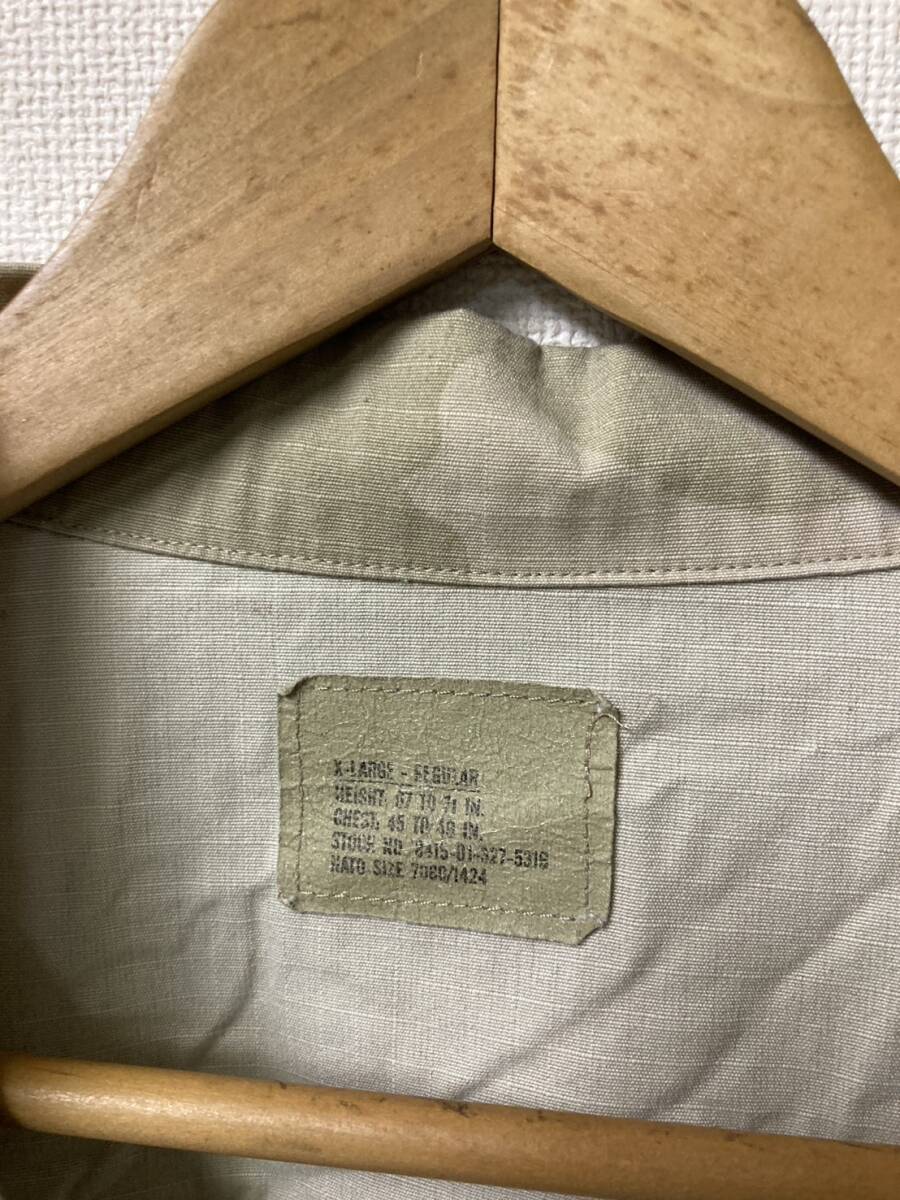 X-LARGE - REGULAR
HEIGHT: 67 TO 71 IN.
CHEST: 45 TO 48 IN.
STOCK NO. 8415-01-327-5319
NATO SIZE 7080/1424